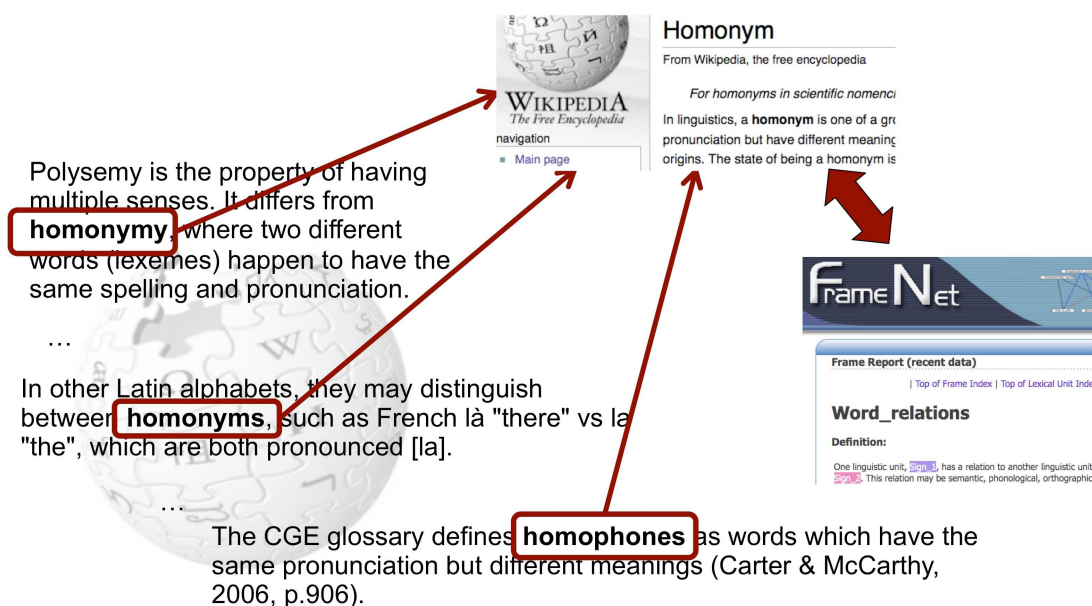 Homonym
From Wikipedia, the free encyclopedia
For homonyms in scientific nomencl
WIKIPEDIA
The Free Encyclopedia
In linguistics, a homonym is one of a gro
navigation
pronunciation but have different meaning
Main page
origins. The state of being a homonym is
Polysemy is the property of having
multiple senses. It differs from
homonymy, where two different
words (lexemes) happen to have the
same spelling and pronunciation.
…
In other Latin alphabets, they may distinguish
between homonyms, such as French là "there" vs la
"the", which are both pronounced [la].
…
The CGE glossary defines homophones as words which have the
same pronunciation but different meanings (Carter & McCarthy,
2006, p.906).
FrameNet
Frame Report (recent data)
| Top of Frame Index | Top of Lexical Unit Inde
Word_relations
Definition:
One linguistic unit, Sign_1, has a relation to another linguistic unit
Sign_2. This relation may be semantic, phonological, orthographic